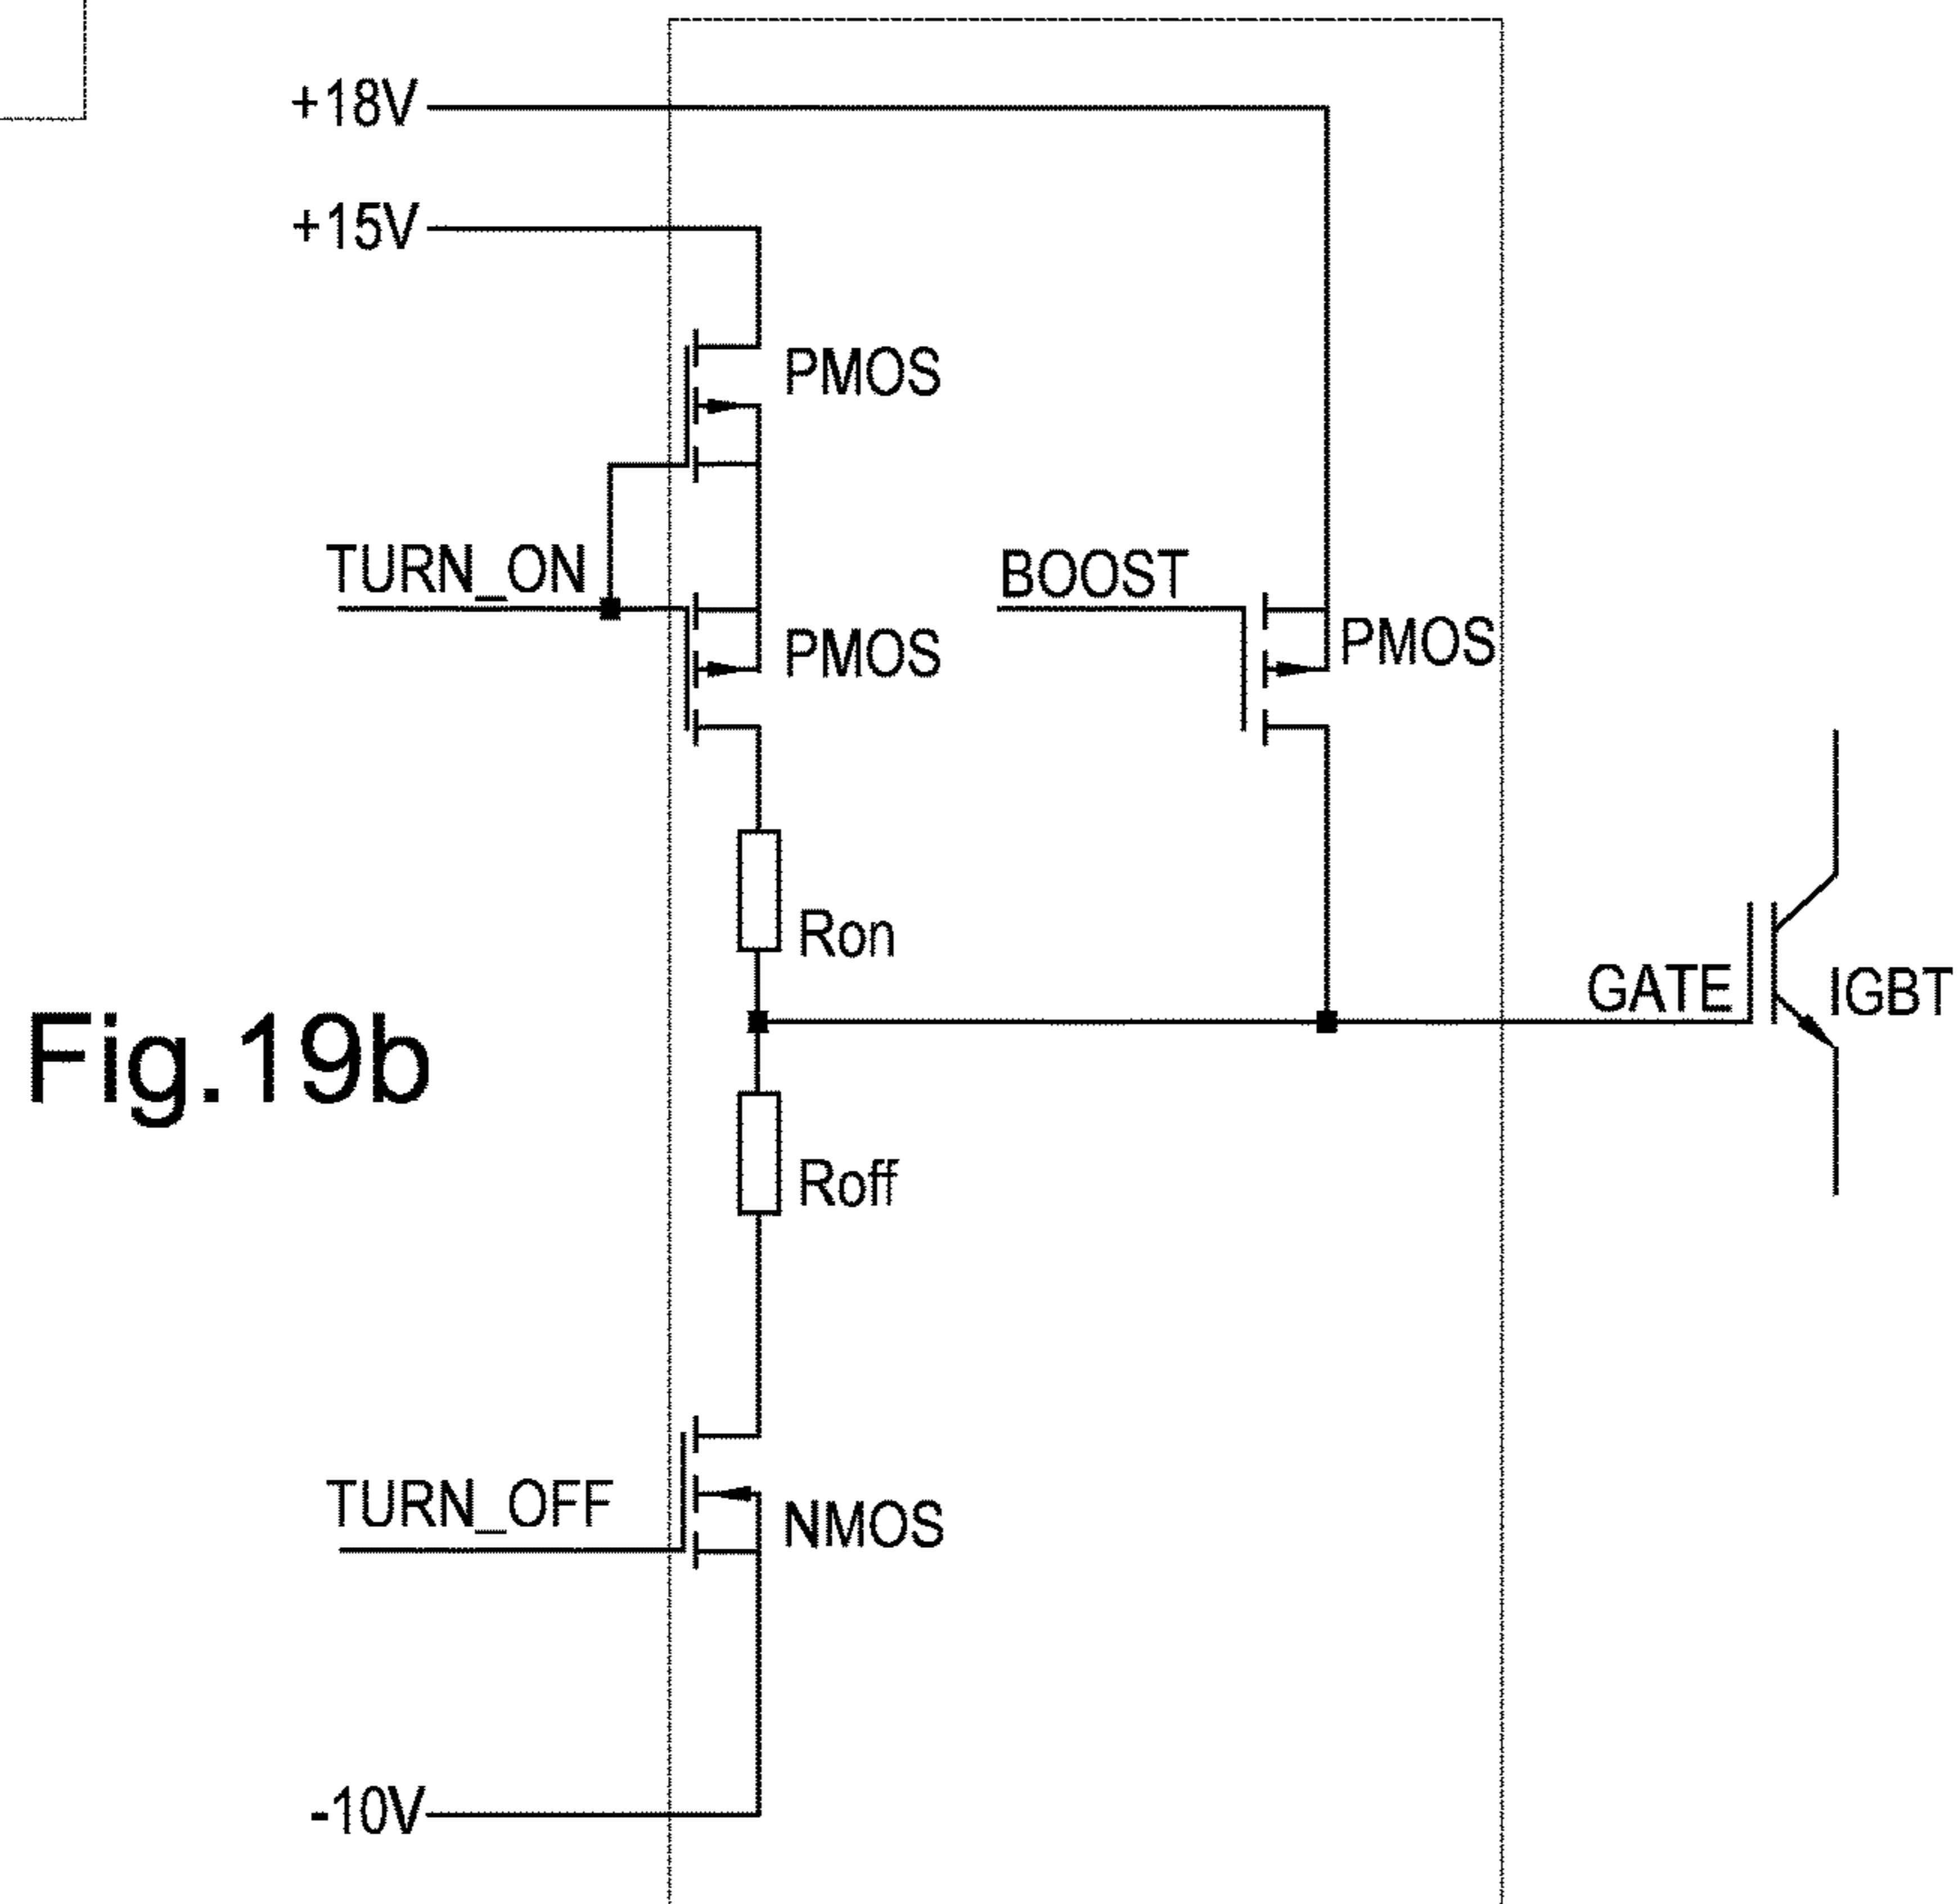 +18V
+15V
PMOS
TURN_ON
BOOST
PMOS
PMOS
Ron
GATE
IGBT
Fig.19b
Roff
TURN_OFF
NMOS
-10V